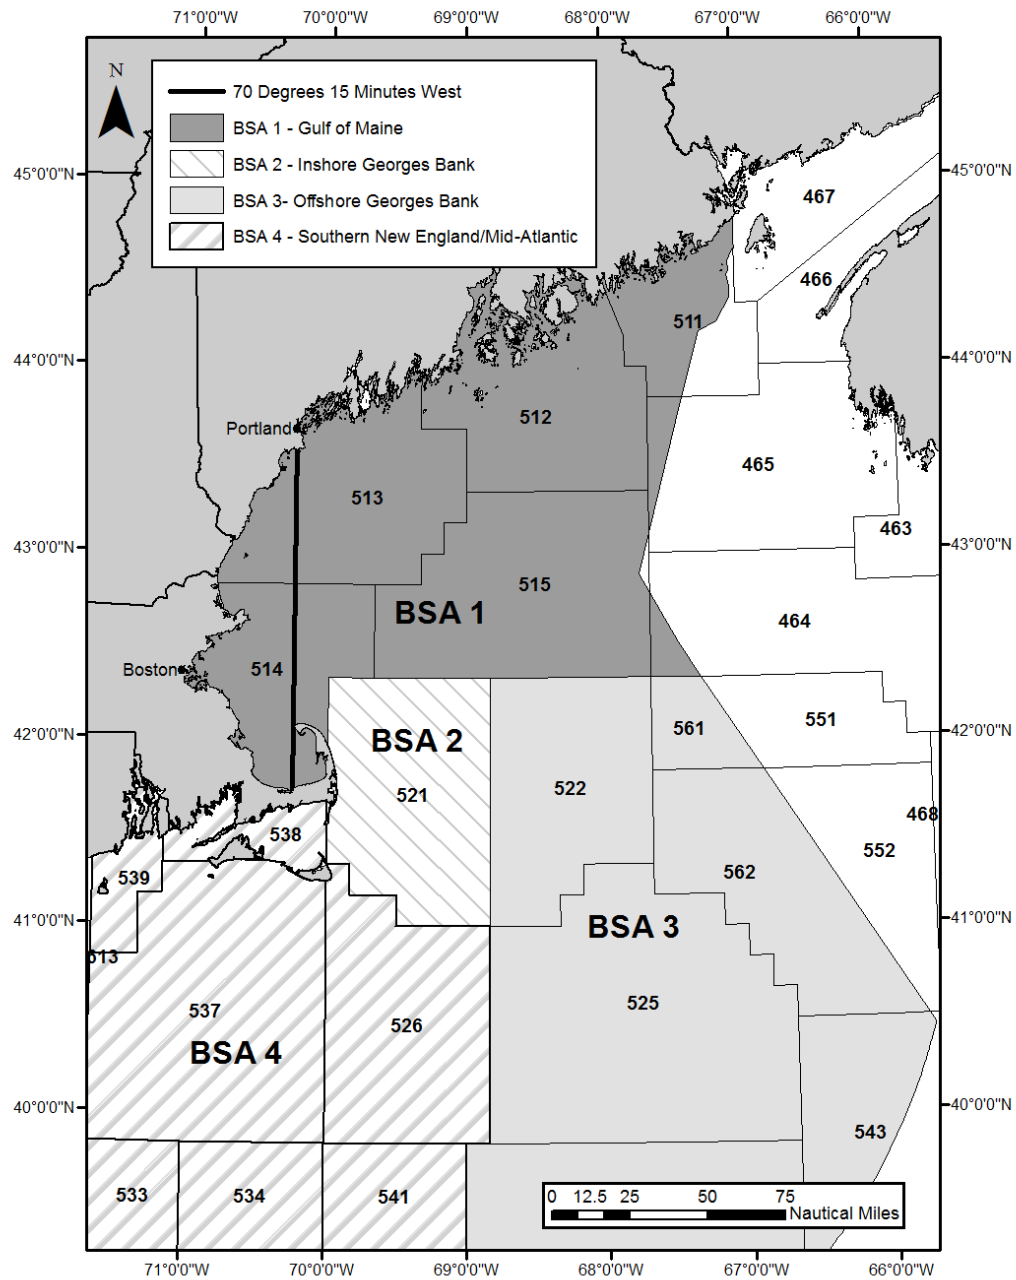 71°0'0"W 70°0'0"W 69°0'0"W 68°0'0"W 67°0'0"W 66°0'0"W
N
70 Degrees 15 Minutes West
BSA 1 - Gulf of Maine
BSA 2 - Inshore Georges Bank
BSA 3- Offshore Georges Bank
BSA 4 - Southern New England/Mid-Atlantic
45°0'0"N 45°0'0"N
467
466
511
44°0'0"N 44°0'0"N
512
Portland
465
513
463
43°0'0"N 43°0'0"N
515
BSA 1
464
514
Boston
551
561
42°0'0"N 42°0'0"N
BSA 2
522
521
468
538
552
562
539
41°0'0"N 41°0'0"N
BSA 3
513
525
537
526
BSA 4
40°0'0"N 40°0'0"N
543
533 534 541
0 12.5 25 50 75
Nautical Miles
71°0'0"W 70°0'0"W 69°0'0"W 68°0'0"W 67°0'0"W 66°0'0"W